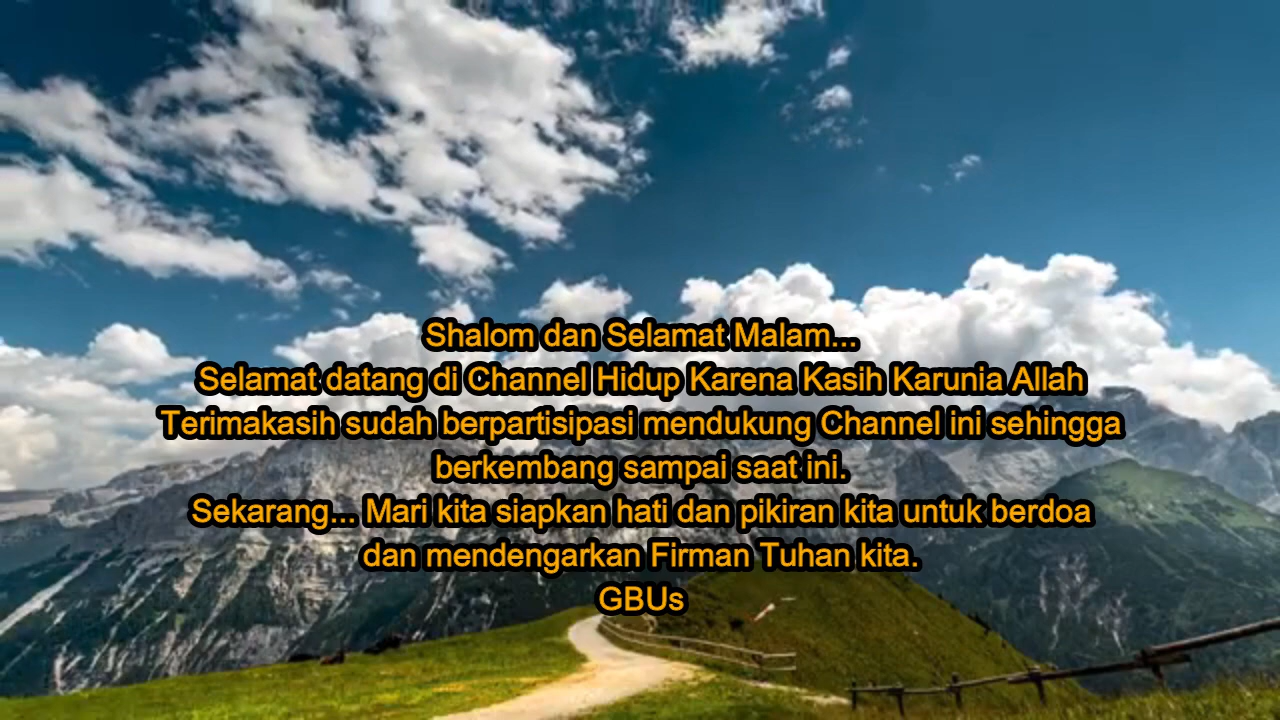 Shalom dan Selamat Malam...
Selamat datang di Channel Hidup Karena Kasih Karunia Allah
Terimakasih sudah berpartisipasi mendukung Channel ini sehingga
berkembang sampai saat ini.
Sekarang... Mari kita siapkan hati dan pikiran kita untuk berdoa
dan mendengarkan Firman Tuhan kita.
GBUs